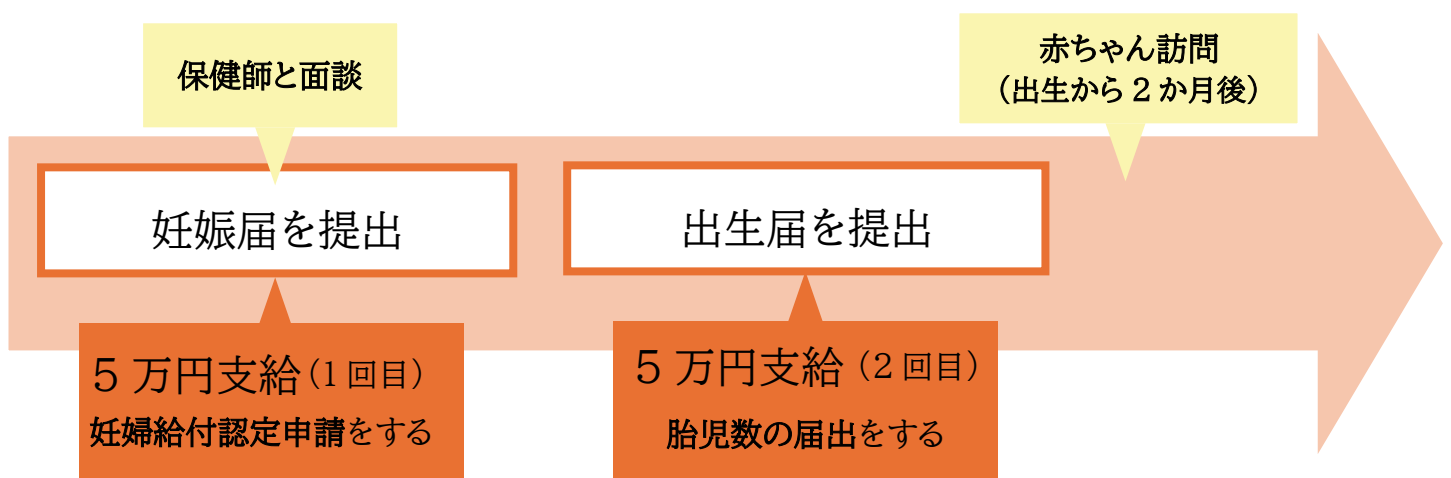 保健師と面談
赤ちゃん訪問
（出生から２か月後）
妊娠届を提出
出生届を提出
５万円支給（１回目）
妊婦給付認定申請をする
５万円支給（２回目）
胎児数の届出をする